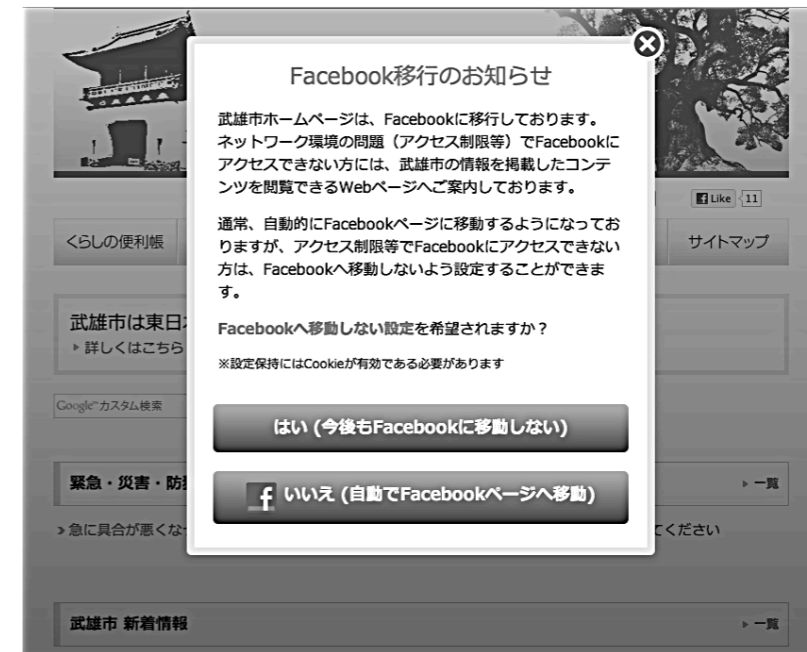 Facebook移行のお知らせ
武雄市ホームページは、Facebookに移行しております。
ネットワーク環境の問題（アクセス制限等）でFacebookに
アクセスできない方には、武雄市の情報を掲載したコンテ
ンツを閲覧できるWebページへご案内しております。
通常、自動的にFacebookページに移動するようになってお
りますが、アクセス制限等でFacebookにアクセスできない
方は、Facebookへ移動しないよう設定することができま
す。
Facebookへ移動しない設定を希望されますか？
※設定保持にはCookieが有効である必要があります
はい (今後もFacebookに移動しない)
f いいえ (自動でFacebookページへ移動)
f Like 11
くらしの便利帳
サイトマップ
武雄市は東日
▶ 詳しくはこちら
Google™カスタム検索
緊急・災害・防
▶ 一覧
» 急に具合が悪くな
てください
武雄市 新着情報
▶ 一覧